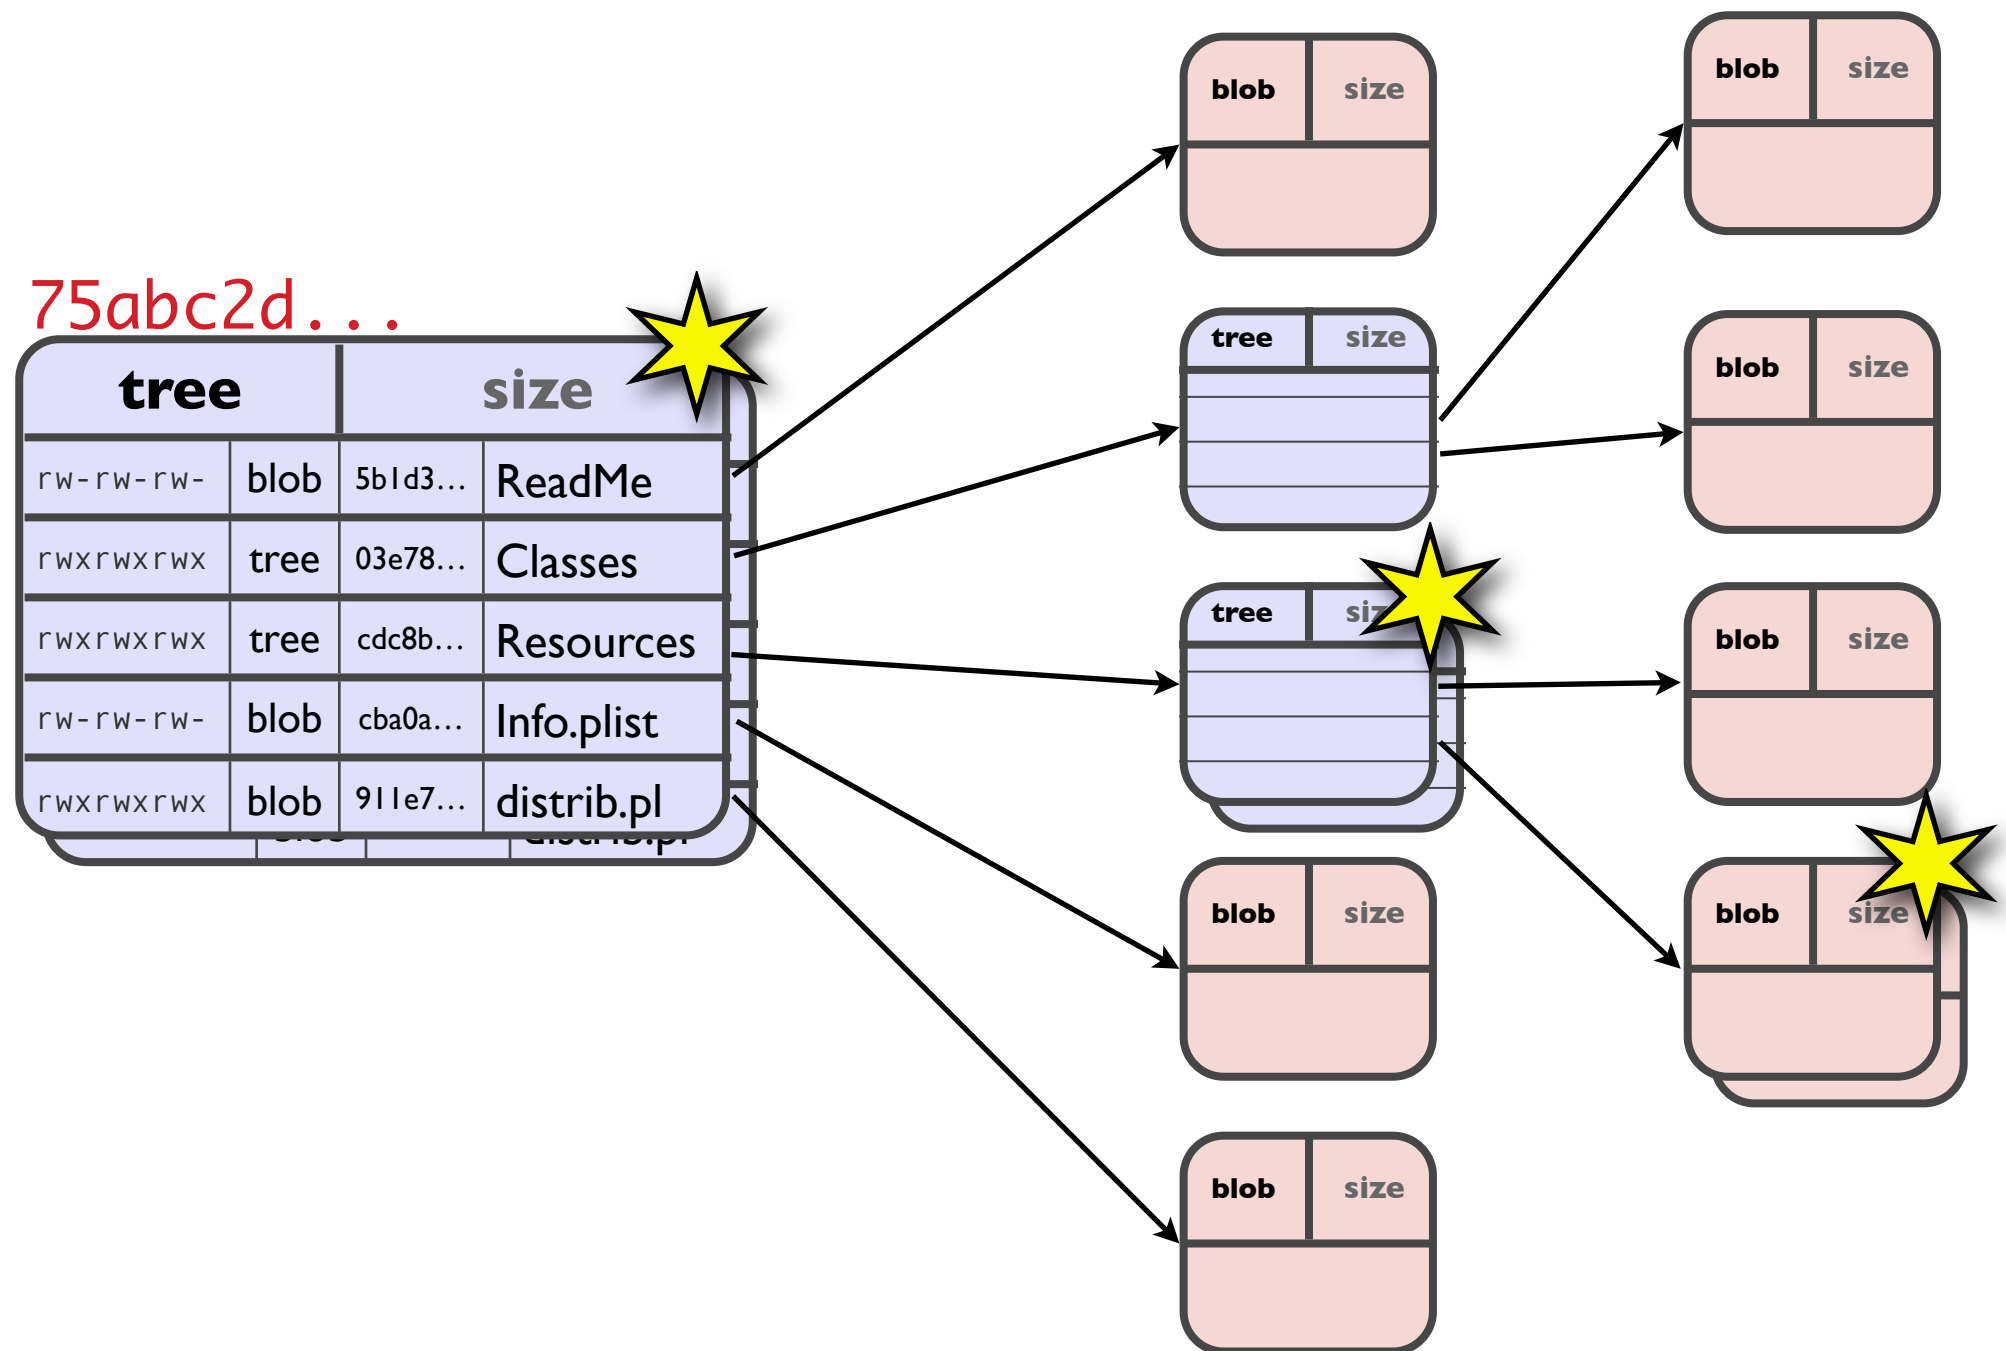 75abc2d...
tree size
rw-rw-rw- blob 5b1d3... ReadMe
rwxrwxrwx tree 03e78... Classes
rwxrwxrwx tree cdc8b... Resources
rw-rw-rw- blob cba0a... Info.plist
rwxrwxrwx blob 911e7... distrib.pl
blob distrib.pl
blob size
tree size
tree size
blob size
blob size
blob size
blob size
blob size
blob size